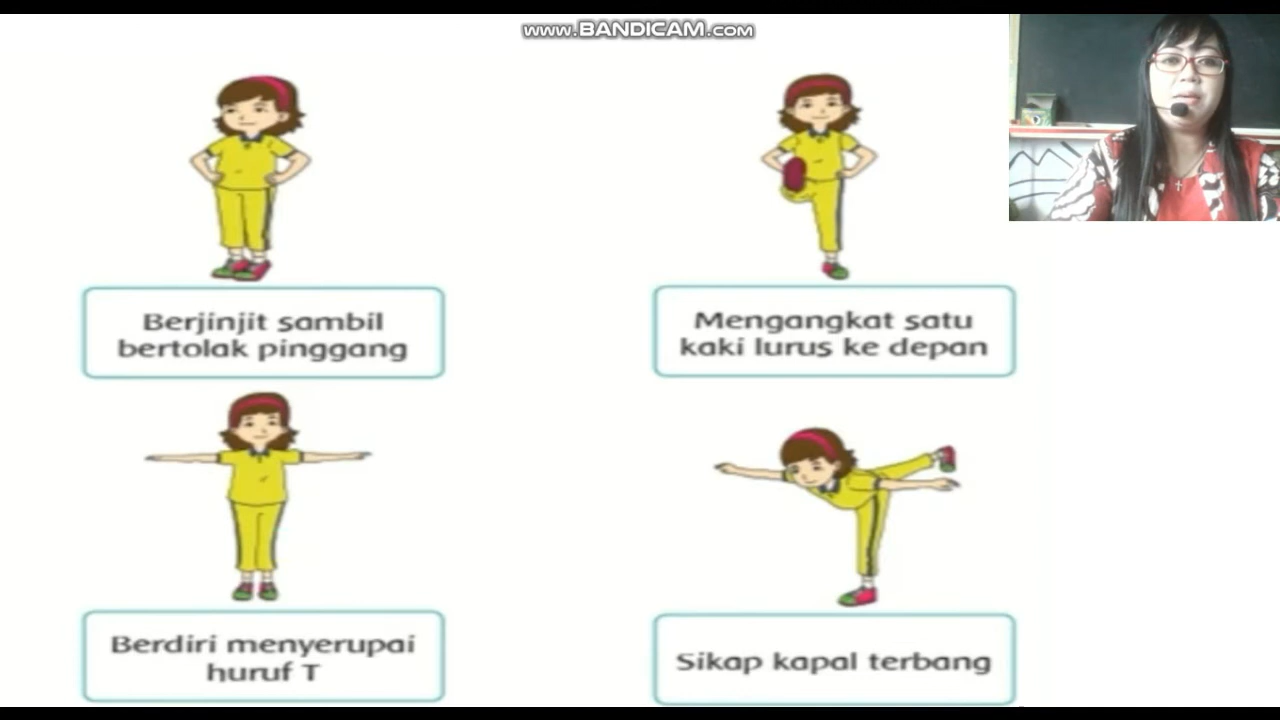 www.BANDICAM.com
Berjinjit sambil
bertolak pinggang
Mengangkat satu
kaki lurus ke depan
Berdiri menyerupai
huruf T
Sikap kapal terbang